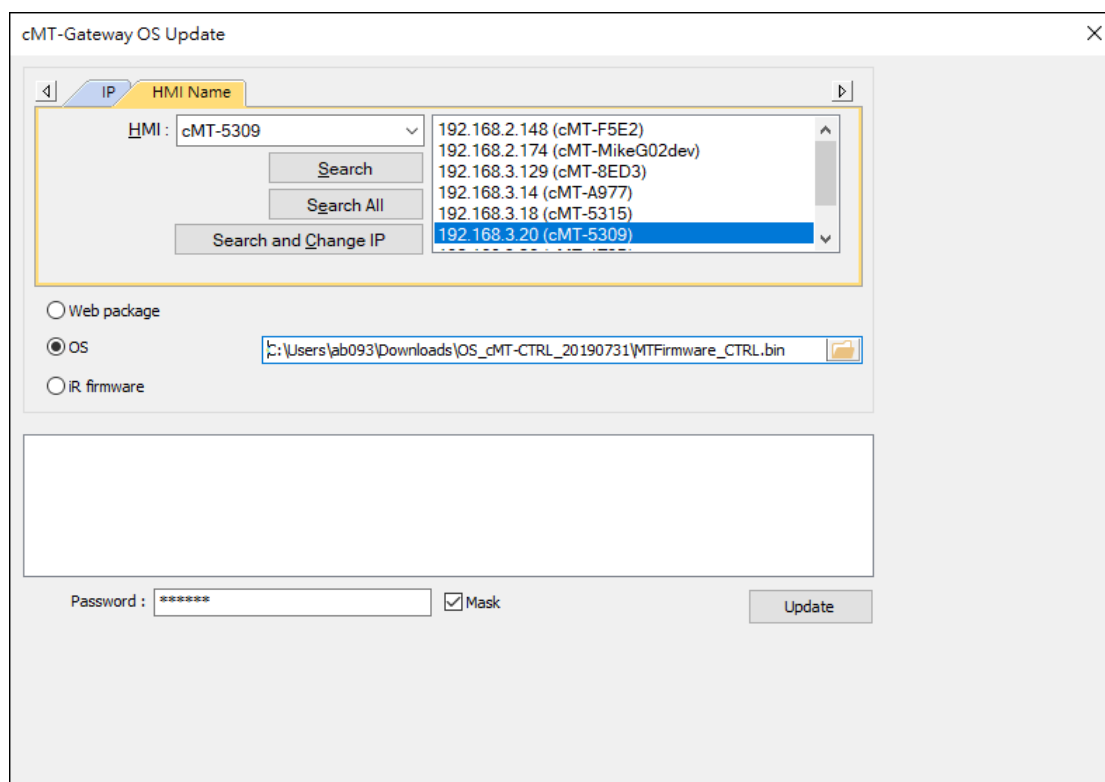 cMT-Gateway OS Update
IP
HMI Name
HMI :
cMT-5309
Search
Search All
Search and Change IP
192.168.2.148 (cMT-F5E2)
192.168.2.174 (cMT-MikeG02dev)
192.168.3.129 (cMT-8ED3)
192.168.3.14 (cMT-A977)
192.168.3.18 (cMT-5315)
192.168.3.20 (cMT-5309)
Web package
OS
C:\Users\ab093\Downloads\OS_cMT-CTRL_20190731\MTFirmware_CTRL.bin
iR firmware
Password : ******
Mask
Update